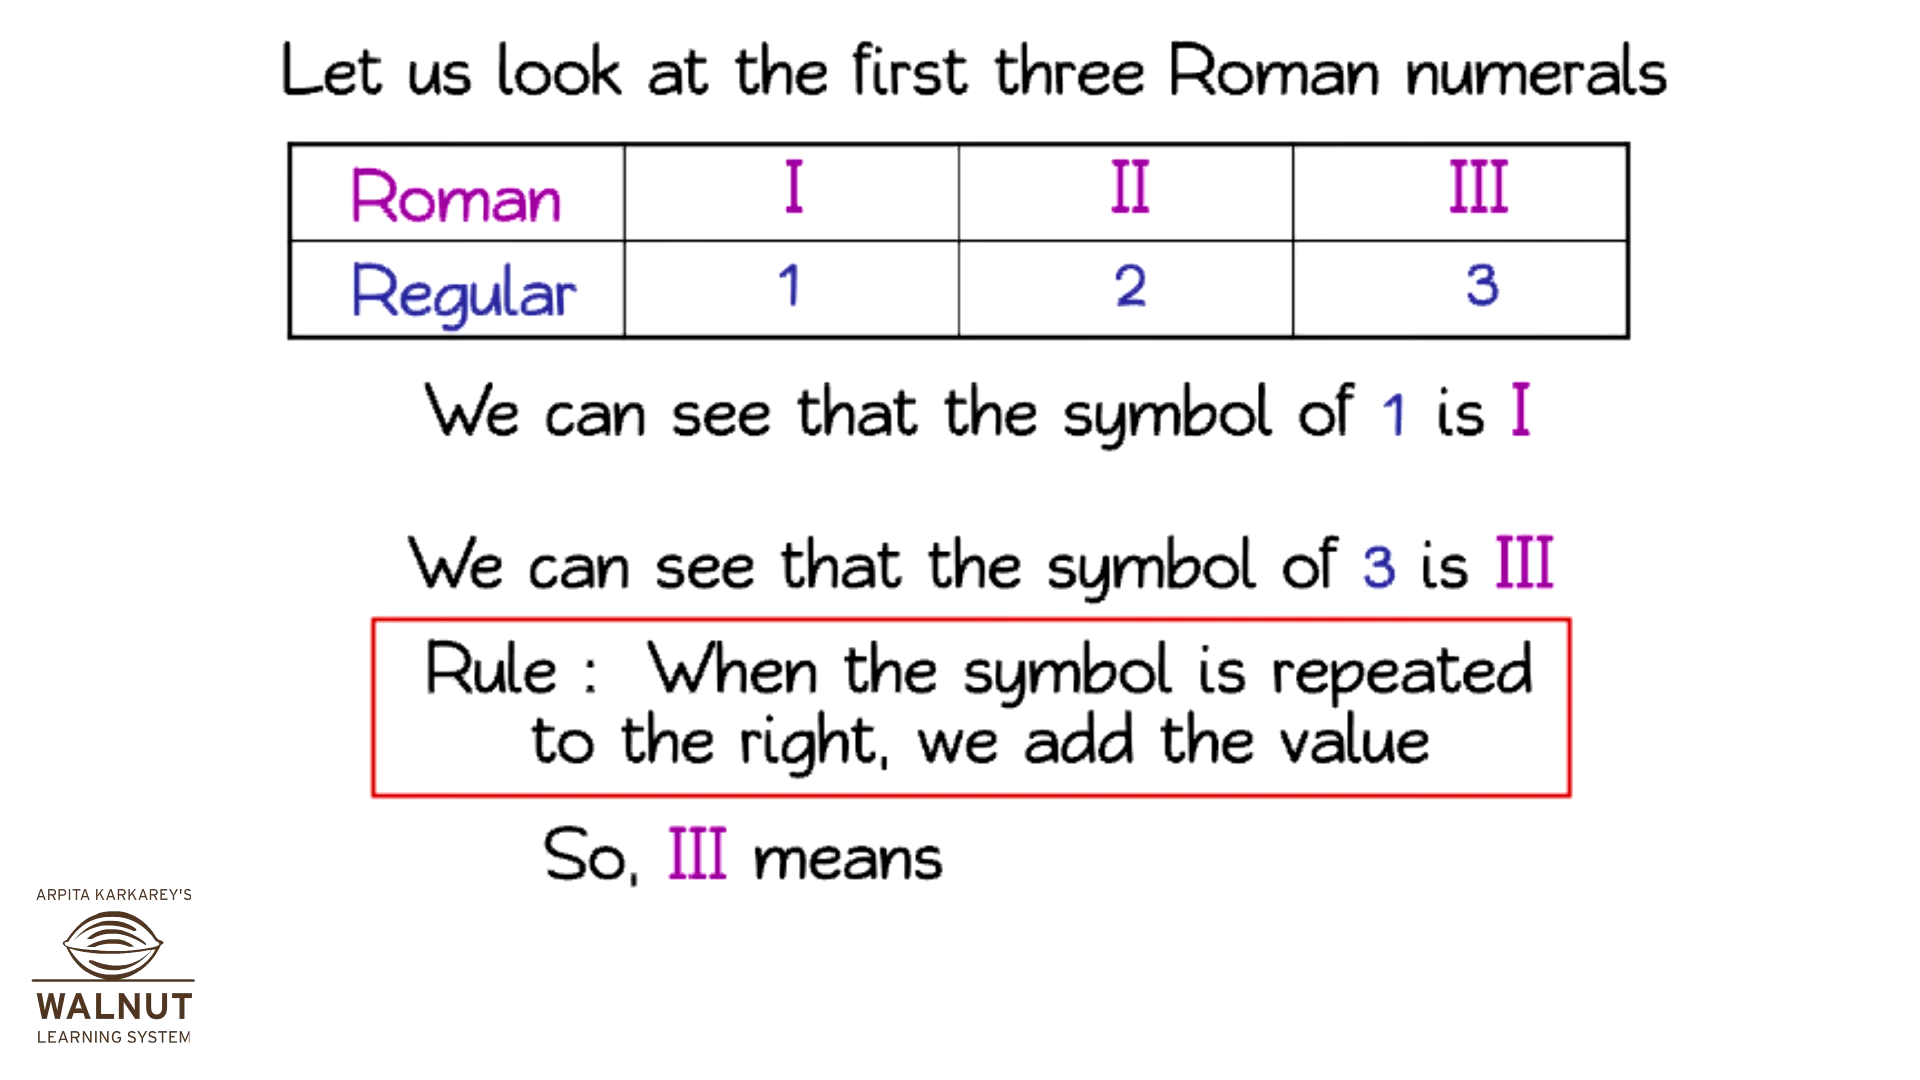 Let us look at the first three Roman numerals
Roman I II III
Regular 1 2 3
We can see that the symbol of 1 is I
We can see that the symbol of 3 is III
Rule : When the symbol is repeated
to the right, we add the value
So, III means
ARPITA KARKAREY'S
WALNUT
LEARNING SYSTEM